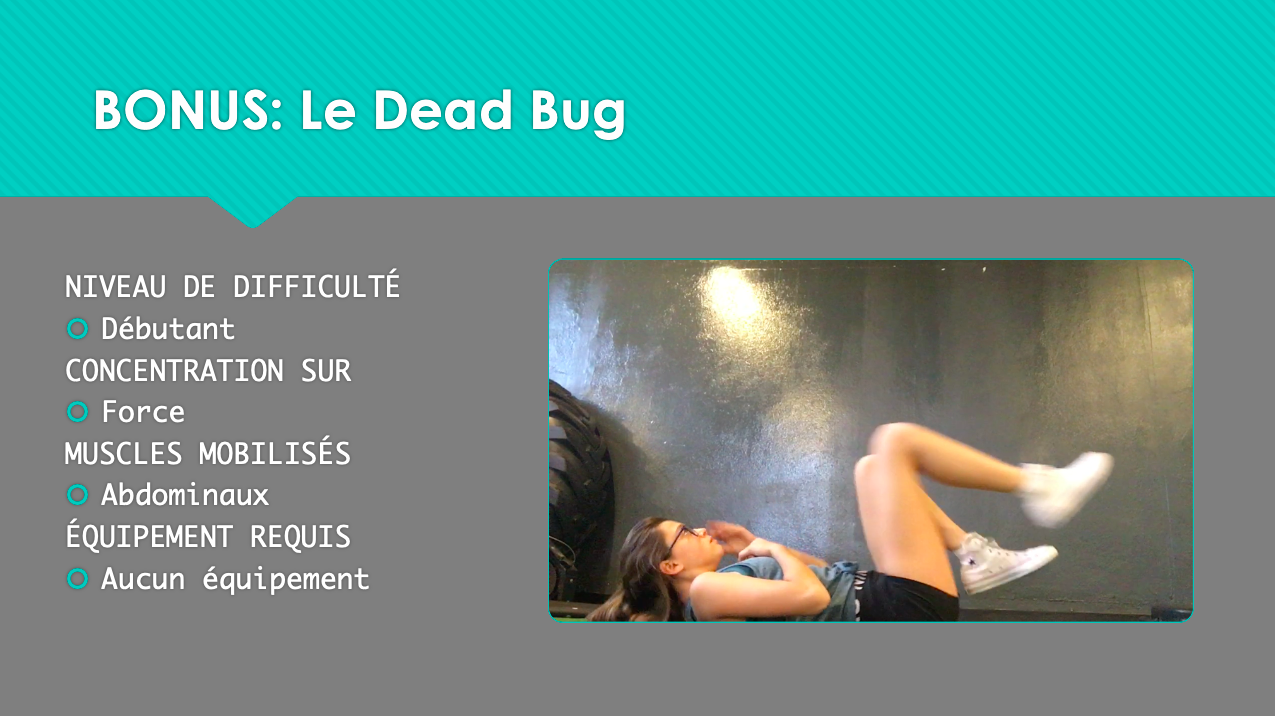 BONUS: Le Dead Bug
NIVEAU DE DIFFICULTÉ
Débutant
CONCENTRATION SUR
Force
MUSCLES MOBILISÉS
Abdominaux
ÉQUIPEMENT REQUIS
Aucun équipement